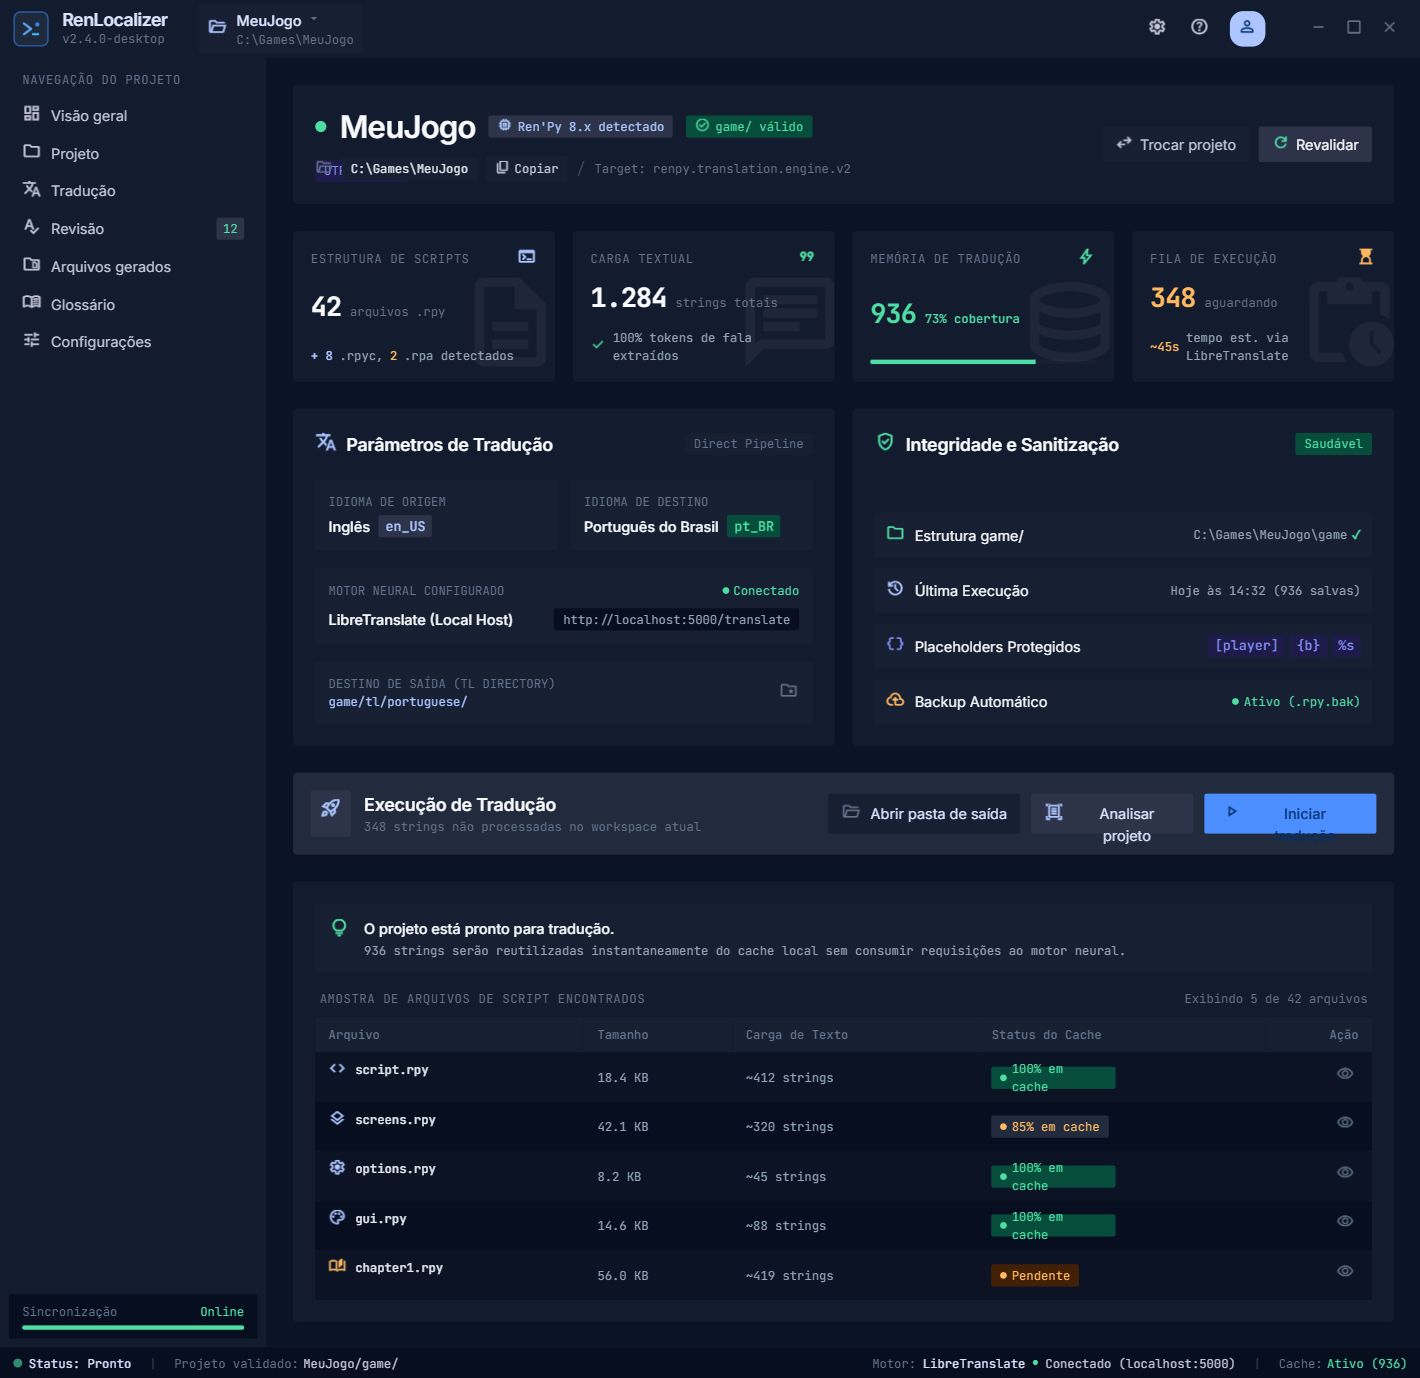 RenLocalizer
v2.4.0-desktop
MeuJogo
C:\Games\MeuJogo
NAVEGAÇÃO DO PROJETO
Visão geral
Projeto
Tradução
Revisão 12
Arquivos gerados
Glossário
Configurações
Sincronização Online
MeuJogo Ren'Py 8.x detectado game/ válido
C:\Games\MeuJogo Copiar / Target: renpy.translation.engine.v2
Trocar projeto Revalidar
ESTRUTURA DE SCRIPTS
42 arquivos .rpy
+ 8 .rpyc, 2 .rpa detectados
CARGA TEXTUAL
1.284 strings totais
100% tokens de fala
extraídos
MEMÓRIA DE TRADUÇÃO
936 73% cobertura
FILA DE EXECUÇÃO
348 aguardando
~45s tempo est. via
LibreTranslate
Parâmetros de Tradução Direct Pipeline
IDIOMA DE ORIGEM
Inglês en_US
IDIOMA DE DESTINO
Português do Brasil pt_BR
MOTOR NEURAL CONFIGURADO Conectado
LibreTranslate (Local Host) http://localhost:5000/translate
DESTINO DE SAÍDA (TL DIRECTORY)
game/tl/portuguese/
Integridade e Sanitização Saudável
Estrutura game/ C:\Games\MeuJogo\game ✓
Última Execução Hoje às 14:32 (936 salvas)
Placeholders Protegidos [player] {b} %s
Backup Automático Ativo (.rpy.bak)
Execução de Tradução
348 strings não processadas no workspace atual
Abrir pasta de saída
Analisar
projeto
Iniciar
tradução
O projeto está pronto para tradução.
936 strings serão reutilizadas instantaneamente do cache local sem consumir requisições ao motor neural.
AMOSTRA DE ARQUIVOS DE SCRIPT ENCONTRADOS Exibindo 5 de 42 arquivos
Arquivo Tamanho Carga de Texto Status do Cache Ação
script.rpy 18.4 KB ~412 strings 100% em cache
screens.rpy 42.1 KB ~320 strings 85% em cache
options.rpy 8.2 KB ~45 strings 100% em cache
gui.rpy 14.6 KB ~88 strings 100% em cache
chapter1.rpy 56.0 KB ~419 strings Pendente
Status: Pronto | Projeto validado: MeuJogo/game/
Motor: LibreTranslate • Conectado (localhost:5000) | Cache: Ativo (936)